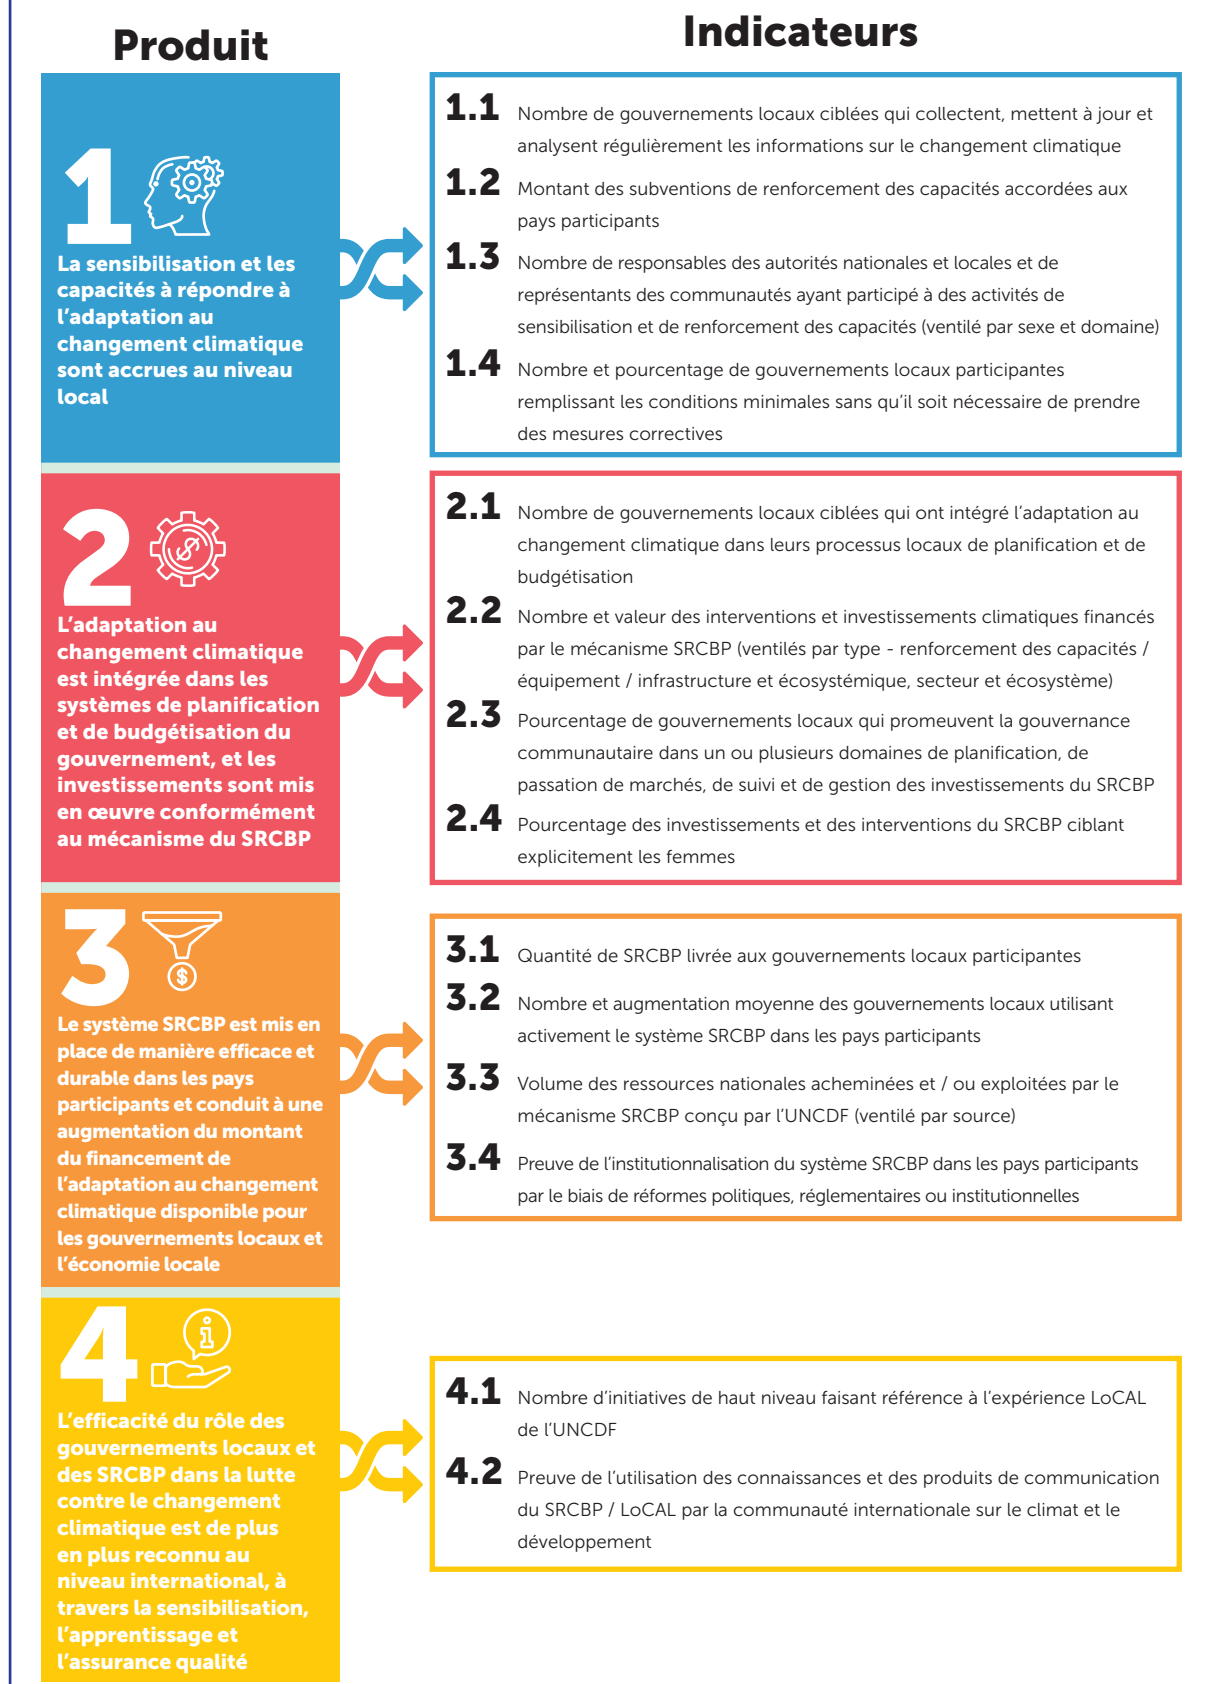 Produit
Indicateurs
1
La sensibilisation et les
capacités à répondre à
l'adaptation au
changement climatique
sont accrues au niveau
local
1.1 Nombre de gouvernements locaux ciblées qui collectent, mettent à jour et
analysent régulièrement les informations sur le changement climatique
1.2 Montant des subventions de renforcement des capacités accordées aux
pays participants
1.3 Nombre de responsables des autorités nationales et locales et de
représentants des communautés ayant participé à des activités de
sensibilisation et de renforcement des capacités (ventilé par sexe et domaine)
1.4 Nombre et pourcentage de gouvernements locaux participantes
remplissant les conditions minimales sans qu'il soit nécessaire de prendre
des mesures correctives
2
$
L'adaptation au
changement climatique
est intégrée dans les
systèmes de planification
et de budgétisation du
gouvernement, et les
investissements sont mis
en œuvre conformément
au mécanisme du SRCBP
2.1 Nombre de gouvernements locaux ciblées qui ont intégré l'adaptation au
changement climatique dans leurs processus locaux de planification et de
budgétisation
2.2 Nombre et valeur des interventions et investissements climatiques financés
par le mécanisme SRCBP (ventilés par type - renforcement des capacités /
équipement / infrastructure et écosystémique, secteur et écosystème)
2.3 Pourcentage de gouvernements locaux qui promeuvent la gouvernance
communautaire dans un ou plusieurs domaines de planification, de
passation de marchés, de suivi et de gestion des investissements du SRCBP
2.4 Pourcentage des investissements et des interventions du SRCBP ciblant
explicitement les femmes
3
$
Le système SRCBP est mis en
place de manière efficace et
durable dans les pays
participants et conduit à une
augmentation du montant
du financement de
l'adaptation au changement
climatique disponible pour
les gouvernements locaux et
l'économie locale
3.1 Quantité de SRCBP livrée aux gouvernements locaux participantes
3.2 Nombre et augmentation moyenne des gouvernements locaux utilisant
activement le système SRCBP dans les pays participants
3.3 Volume des ressources nationales acheminées et / ou exploitées par le
mécanisme SRCBP conçu par l'UNCDF (ventilé par source)
3.4 Preuve de l'institutionnalisation du système SRCBP dans les pays participants
par le biais de réformes politiques, réglementaires ou institutionnelles
4
i
L'efficacité du rôle des
gouvernements locaux et
des SRCBP dans la lutte
contre le changement
climatique est de plus
en plus reconnu au
niveau international, à
travers la sensibilisation,
l'apprentissage et
l'assurance qualité
4.1 Nombre d'initiatives de haut niveau faisant référence à l'expérience LoCAL
de l'UNCDF
4.2 Preuve de l'utilisation des connaissances et des produits de communication
du SRCBP / LoCAL par la communauté internationale sur le climat et le
développement